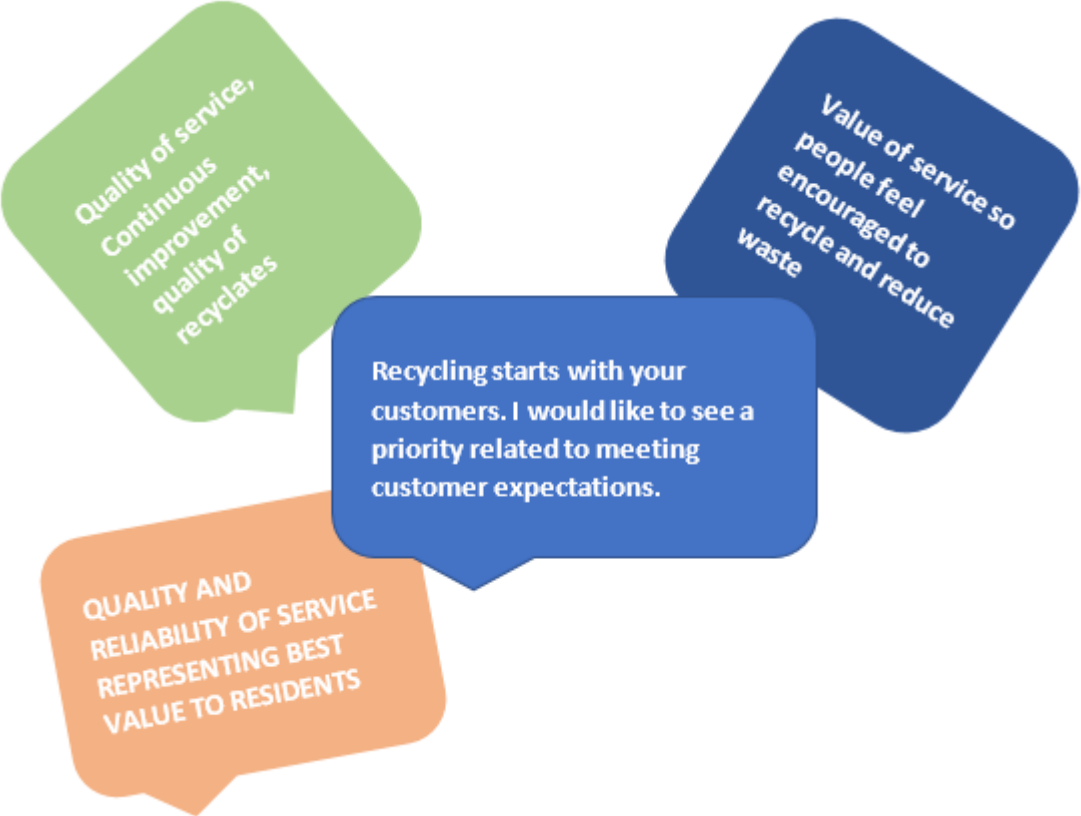 Quality of service,
Continuous
improvement,
quality of
recyclates
Value of service so
people feel
encouraged to
recycle and reduce
waste
Recycling starts with your
customers. I would like to see a
priority related to meeting
customer expectations.
QUALITY AND
RELIABILITY OF SERVICE
REPRESENTING BEST
VALUE TO RESIDENTS